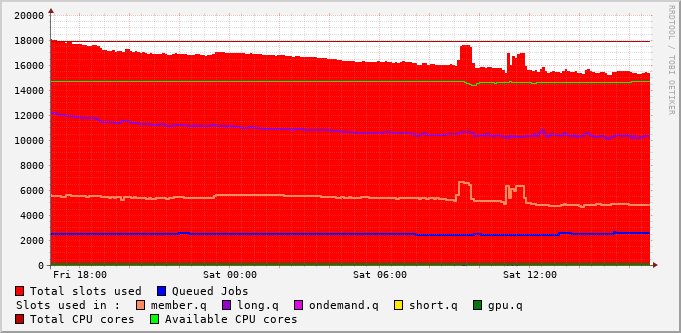 20000
18000
16000
14000
12000
10000
8000
6000
4000
2000
0
Fri 18:00 Sat 00:00 Sat 06:00 Sat 12:00
RRDTOOL / TOBI OETIKER
Total slots used Queued Jobs
Slots used in : member.q long.q ondemand.q short.q gpu.q
Total CPU cores Available CPU cores